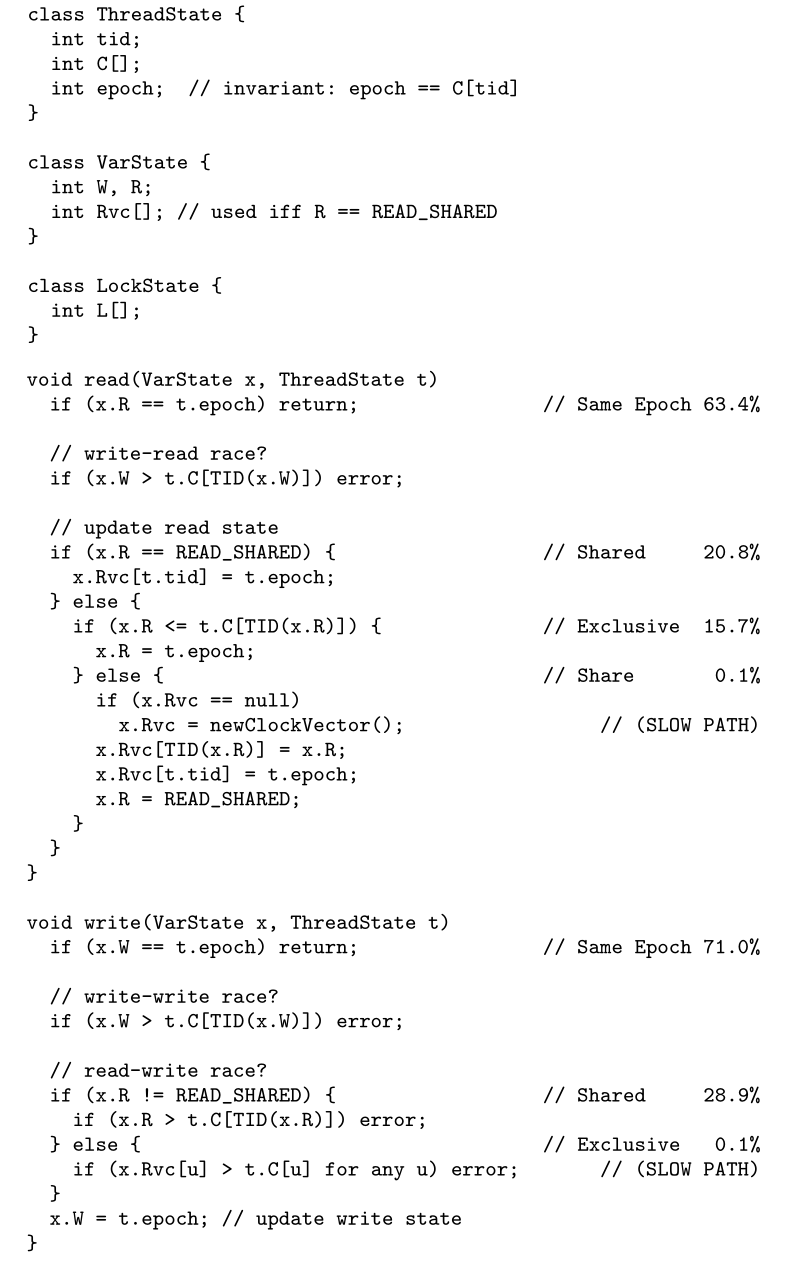 class ThreadState {
  int tid;
  int C[];
  int epoch;  // invariant: epoch == C[tid]
}

class VarState {
  int W, R;
  int Rvc[]; // used iff R == READ_SHARED
}

class LockState {
  int L[];
}

void read(VarState x, ThreadState t)
  if (x.R == t.epoch) return;                // Same Epoch 63.4%

  // write-read race?
  if (x.W > t.C[TID(x.W)]) error;

  // update read state
  if (x.R == READ_SHARED) {                  // Shared     20.8%
    x.Rvc[t.tid] = t.epoch;
  } else {
    if (x.R <= t.C[TID(x.R)]) {              // Exclusive  15.7%
      x.R = t.epoch;
    } else {                                 // Share       0.1%
      if (x.Rvc == null)
        x.Rvc = newClockVector();                 // (SLOW PATH)
      x.Rvc[TID(x.R)] = x.R;
      x.Rvc[t.tid] = t.epoch;
      x.R = READ_SHARED;
    }
  }
}

void write(VarState x, ThreadState t)
  if (x.W == t.epoch) return;                // Same Epoch 71.0%

  // write-write race?
  if (x.W > t.C[TID(x.W)]) error;

  // read-write race?
  if (x.R != READ_SHARED) {                  // Shared     28.9%
    if (x.R > t.C[TID(x.R)]) error;
  } else {                                   // Exclusive   0.1%
    if (x.Rvc[u] > t.C[u] for any u) error;       // (SLOW PATH)
  }
  x.W = t.epoch; // update write state
}